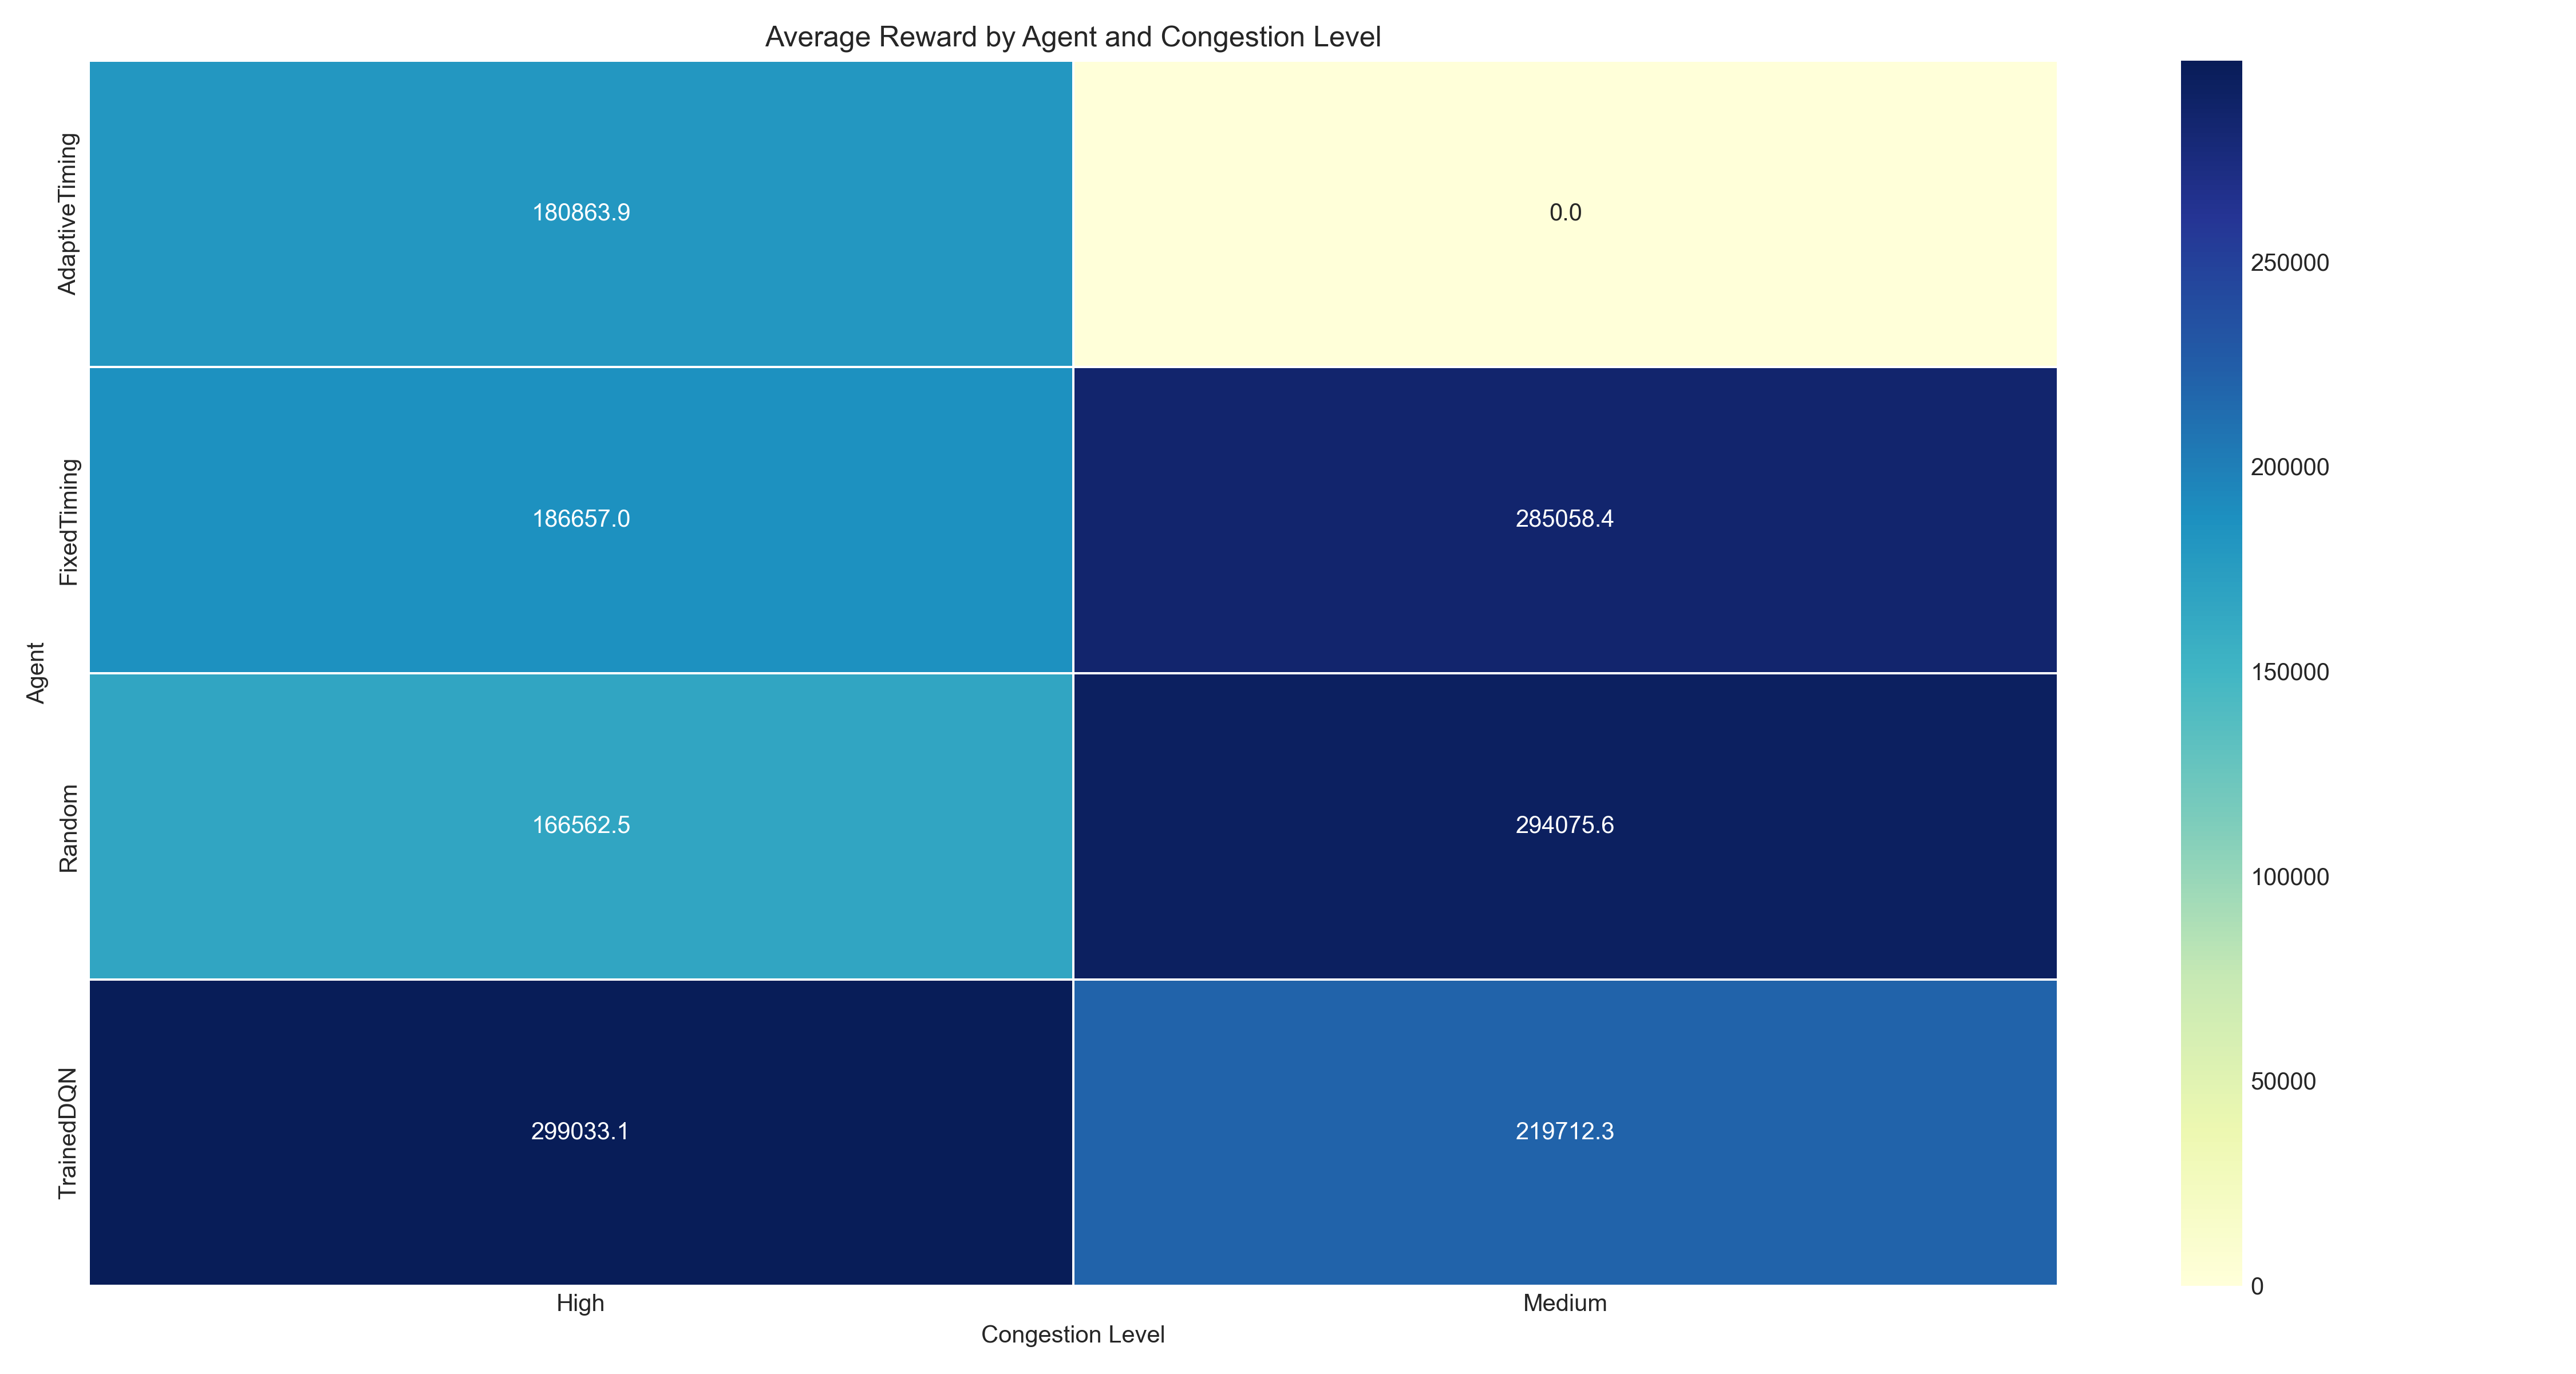 Average Reward by Agent and Congestion Level
Agent
AdaptiveTiming
180863.9
0.0
FixedTiming
186657.0
285058.4
Random
166562.5
294075.6
TrainedDQN
299033.1
219712.3
High
Medium
Congestion Level
250000
200000
150000
100000
50000
0